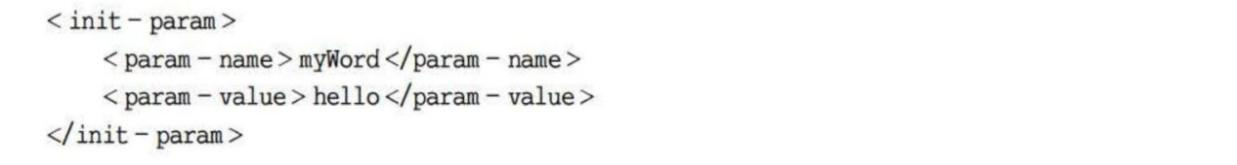 <init-param>
<param-name>myWord</param-name>
<param-value>hello</param-value>
</init-param>